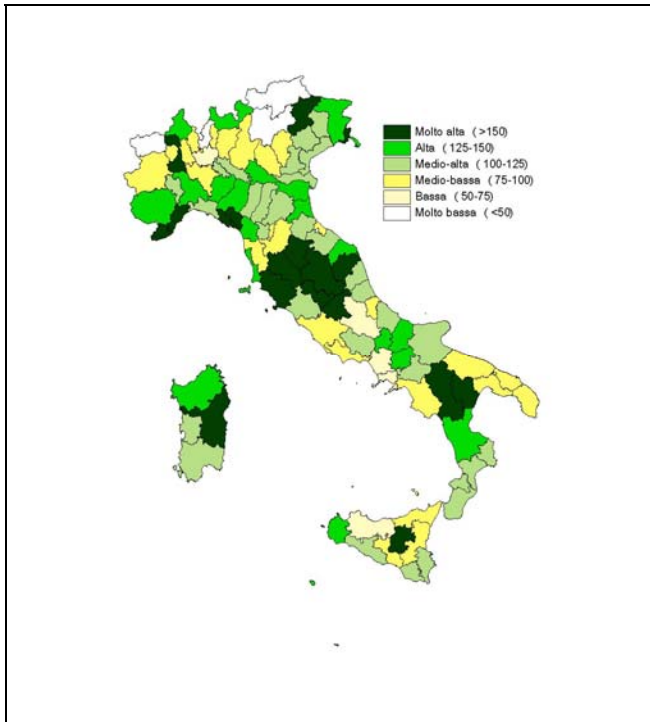 Molto alta (>150)
Alta (125-150)
Medio-alta (100-125)
Medio-bassa (75-100)
Bassa (50-75)
Molto bassa (<50)